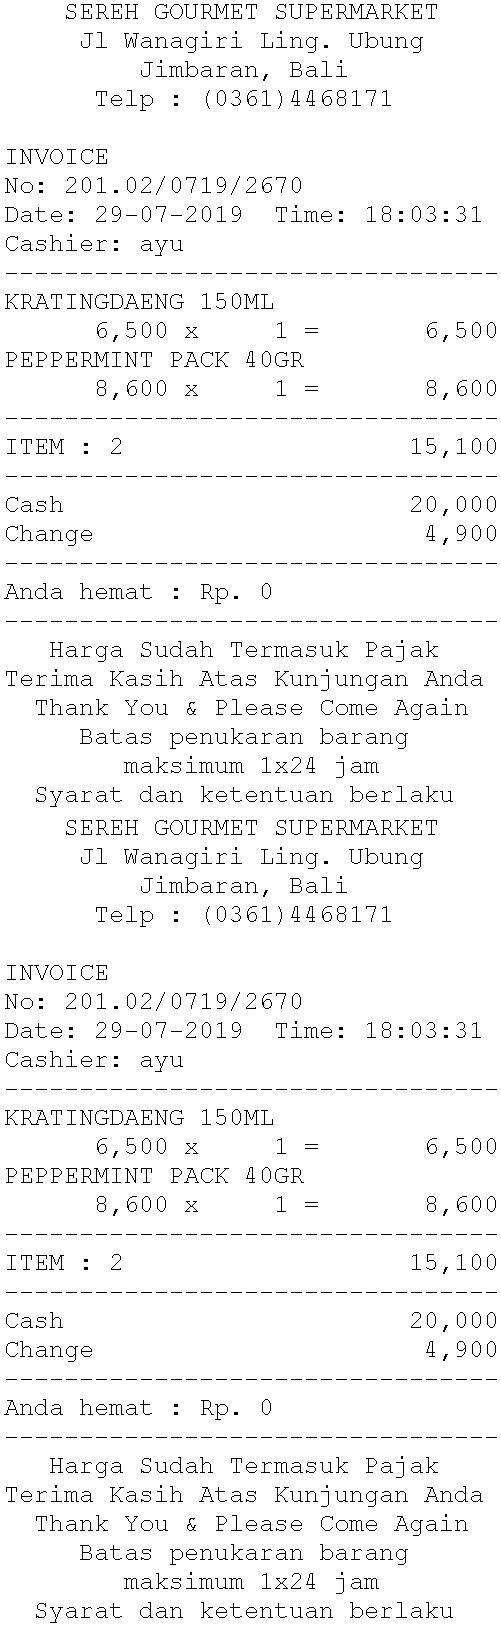 SEREH GOURMET SUPERMARKET
Jl Wanagiri Ling. Ubung
Jimbaran, Bali
Telp : (0361)4468171
INVOICE
No: 201.02/0719/2670
Date: 29-07-2019 Time: 18:03:31
Cashier: ayu
---------------------------------
KRATINGDAENG 150ML
6,500 x 1 = 6,500
PEPPERMINT PACK 40GR
8,600 x 1 = 8,600
---------------------------------
ITEM : 2 15,100
---------------------------------
Cash 20,000
Change 4,900
---------------------------------
Anda hemat : Rp. 0
---------------------------------
Harga Sudah Termasuk Pajak
Terima Kasih Atas Kunjungan Anda
Thank You & Please Come Again
Batas penukaran barang
maksimum 1x24 jam
Syarat dan ketentuan berlaku
SEREH GOURMET SUPERMARKET
Jl Wanagiri Ling. Ubung
Jimbaran, Bali
Telp : (0361)4468171
INVOICE
No: 201.02/0719/2670
Date: 29-07-2019 Time: 18:03:31
Cashier: ayu
---------------------------------
KRATINGDAENG 150ML
6,500 x 1 = 6,500
PEPPERMINT PACK 40GR
8,600 x 1 = 8,600
---------------------------------
ITEM : 2 15,100
---------------------------------
Cash 20,000
Change 4,900
---------------------------------
Anda hemat : Rp. 0
---------------------------------
Harga Sudah Termasuk Pajak
Terima Kasih Atas Kunjungan Anda
Thank You & Please Come Again
Batas penukaran barang
maksimum 1x24 jam
Syarat dan ketentuan berlaku